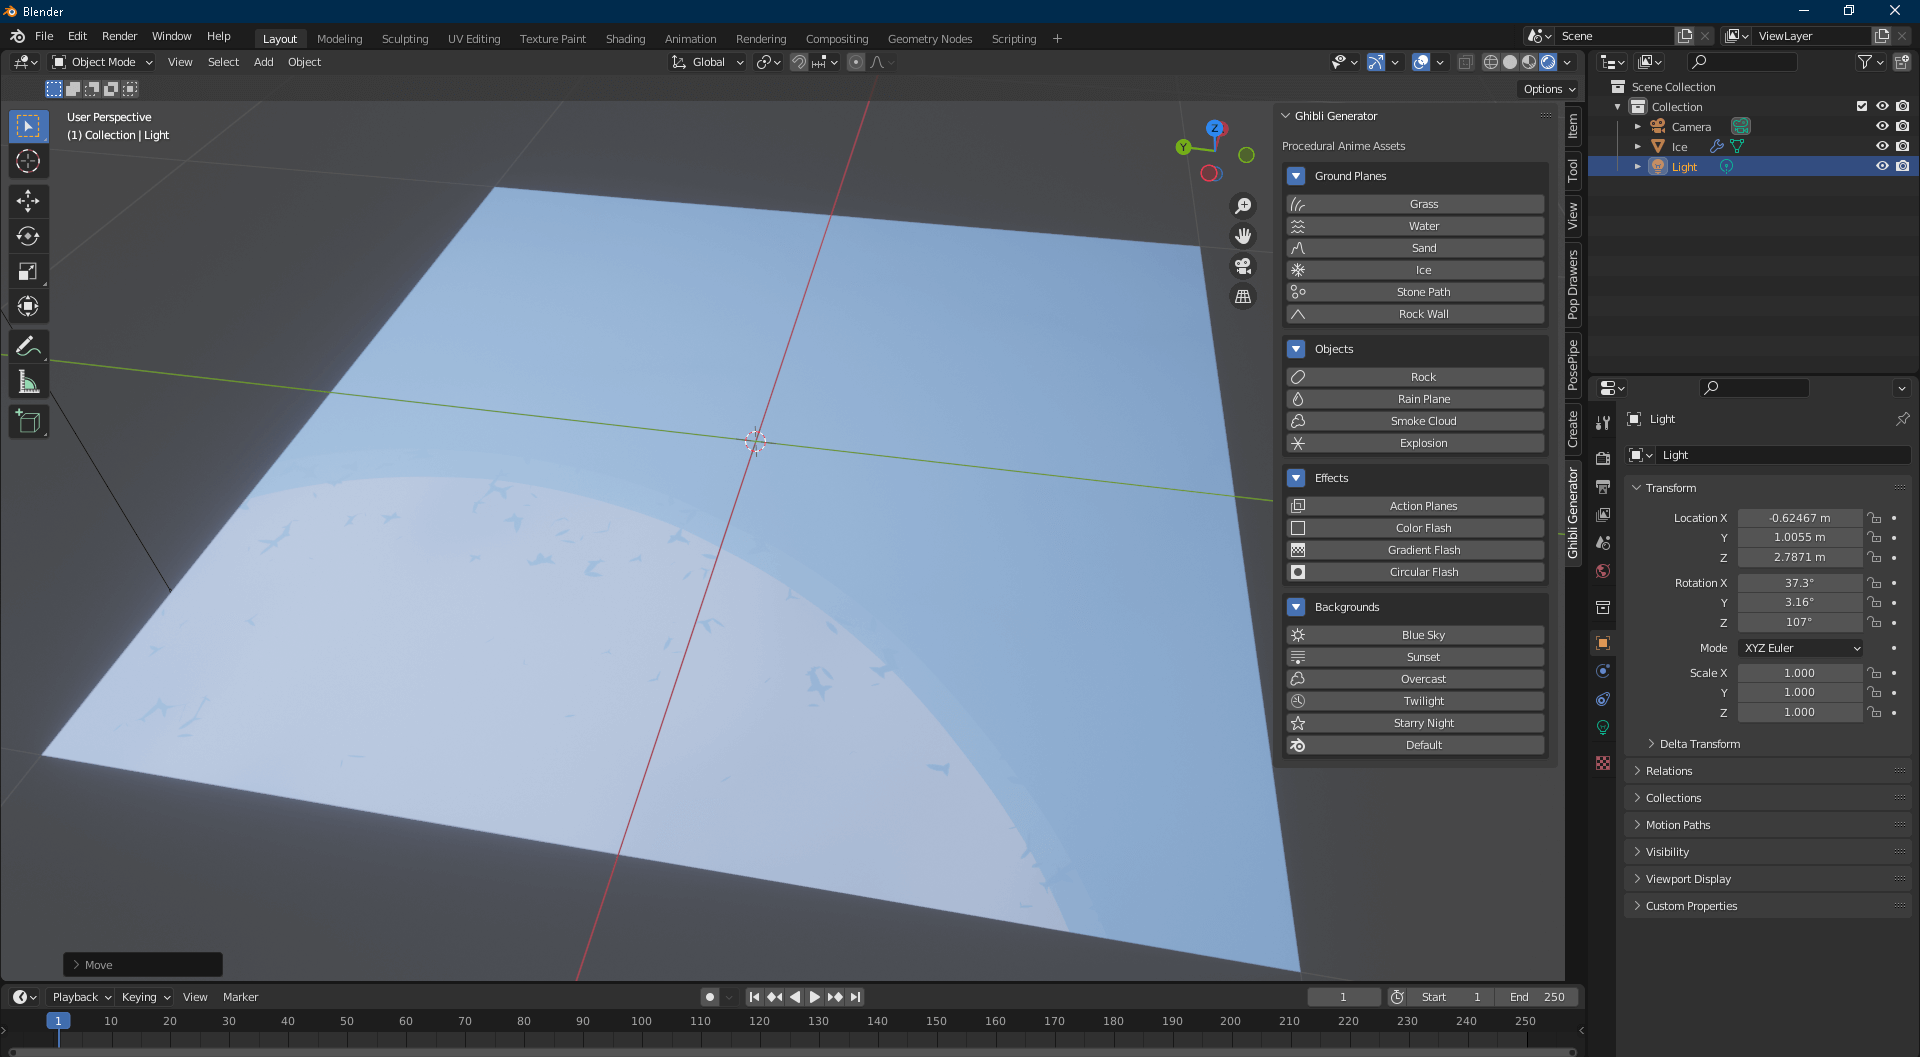 Blender
File Edit Render Window Help
Layout Modeling Sculpting UV Editing Texture Paint Shading Animation Rendering Compositing Geometry Nodes Scripting +
Scene
ViewLayer
Object Mode View Select Add Object
Global
Options
User Perspective
(1) Collection | Light
Z
Y
Ghibli Generator
Procedural Anime Assets
Ground Planes
Grass
Water
Sand
Ice
Stone Path
Rock Wall
Objects
Rock
Rain Plane
Smoke Cloud
Explosion
Effects
Action Planes
Color Flash
Gradient Flash
Circular Flash
Backgrounds
Blue Sky
Sunset
Overcast
Twilight
Starry Night
Default
Item
Tool
View
Pop Drawers
PosePipe
Create
Ghibli Generator
Scene Collection
Collection
Camera
Ice
Light
Light
Light
Transform
Location X -0.62467 m
Y 1.0055 m
Z 2.7871 m
Rotation X 37.3°
Y 3.16°
Z 107°
Mode XYZ Euler
Scale X 1.000
Y 1.000
Z 1.000
Delta Transform
Relations
Collections
Motion Paths
Visibility
Viewport Display
Custom Properties
Move
Playback Keying View Marker
1
Start 1
End 250
1 10 20 30 40 50 60 70 80 90 100 110 120 130 140 150 160 170 180 190 200 210 220 230 240 250